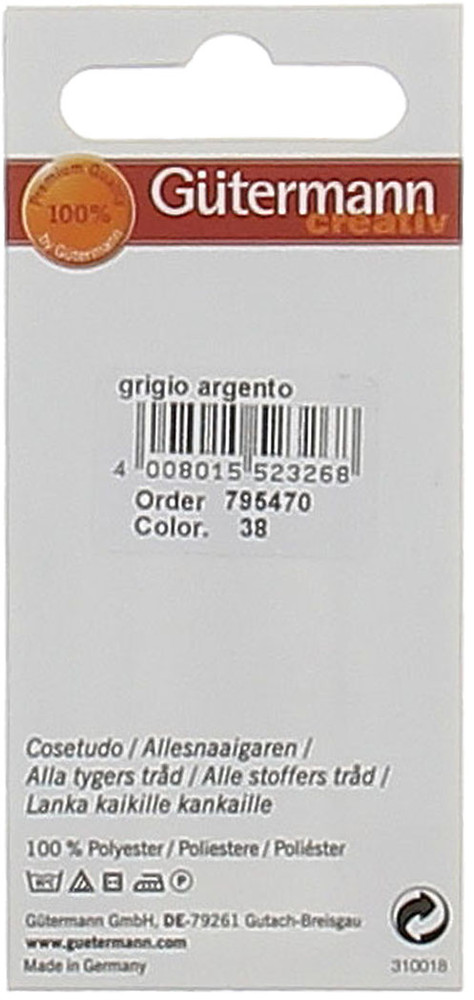 Gütermann
creativ
Premium Quality
100%
by Gütermann
grigio argento
4 008015 523268
Order 795470
Color. 38
Cosetudo / Allesnaaigaren /
Alla tygers tråd / Alle stoffers tråd /
Lanka kaikille kankaille
100 % Polyester / Poliestere / Poliéster
Gütermann GmbH, DE-79261 Gutach-Breisgau
www.guetermann.com
Made in Germany
310018